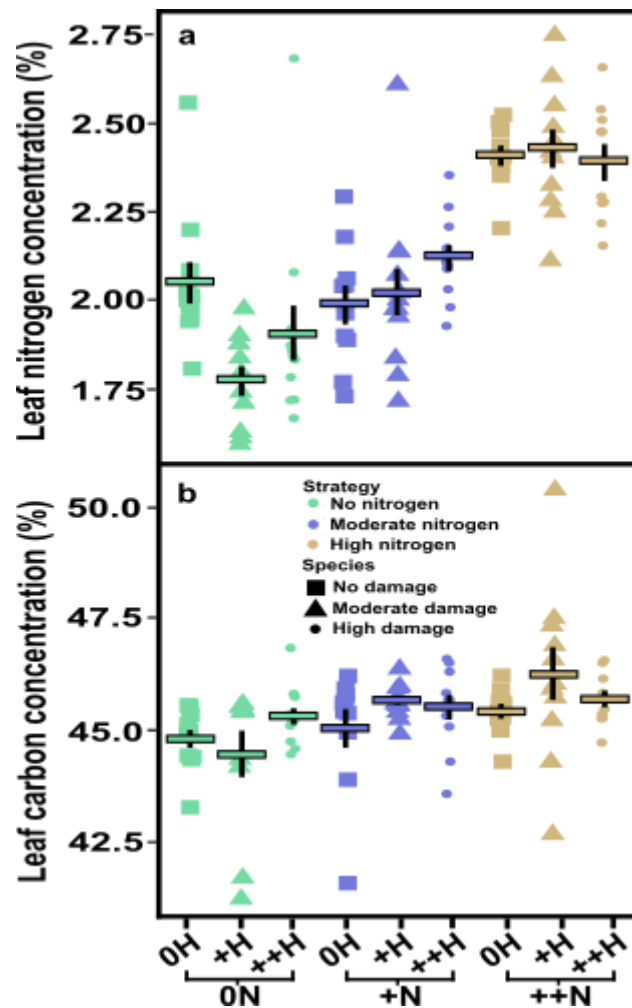 Leaf nitrogen concentration (%)
a
2.75
2.50
2.25
2.00
1.75
Leaf carbon concentration (%)
b
50.0
47.5
45.0
42.5
Strategy
No nitrogen
Moderate nitrogen
High nitrogen
Species
No damage
Moderate damage
High damage
0H +H ++H 0H +H ++H 0H +H ++H
0N +N ++N